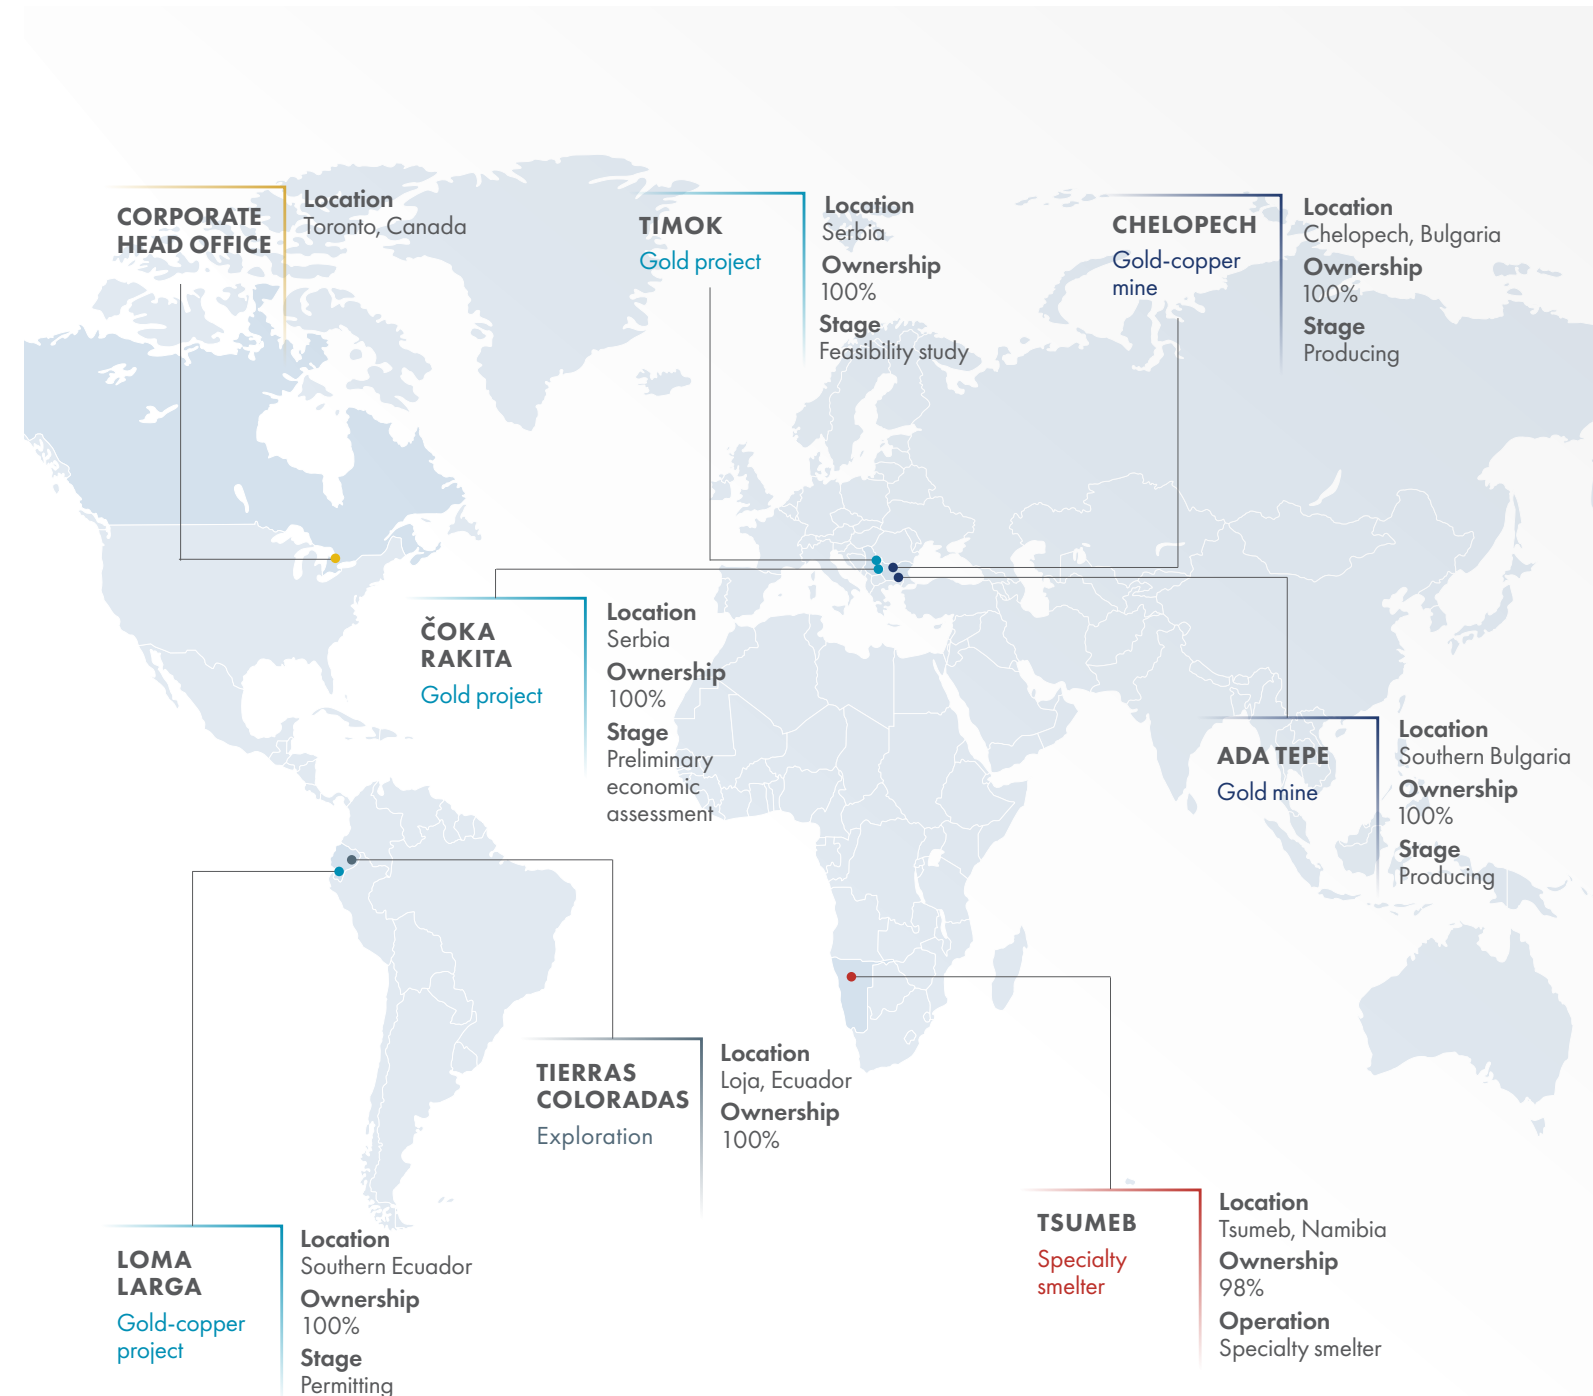 CORPORATE
HEAD OFFICE
Location
Toronto, Canada
TIMOK
Gold project
Location
Serbia
Ownership
100%
Stage
Feasibility study
CHELOPECH
Gold-copper
mine
Location
Chelopech, Bulgaria
Ownership
100%
Stage
Producing
ČOKA
RAKITA
Gold project
Location
Serbia
Ownership
100%
Stage
Preliminary
economic
assessment
ADA TEPE
Gold mine
Location
Southern Bulgaria
Ownership
100%
Stage
Producing
TIERRAS
COLORADAS
Exploration
Location
Loja, Ecuador
Ownership
100%
LOMA
LARGA
Gold-copper
project
Location
Southern Ecuador
Ownership
100%
Stage
Permitting
TSUMEB
Specialty
smelter
Location
Tsumeb, Namibia
Ownership
98%
Operation
Specialty smelter